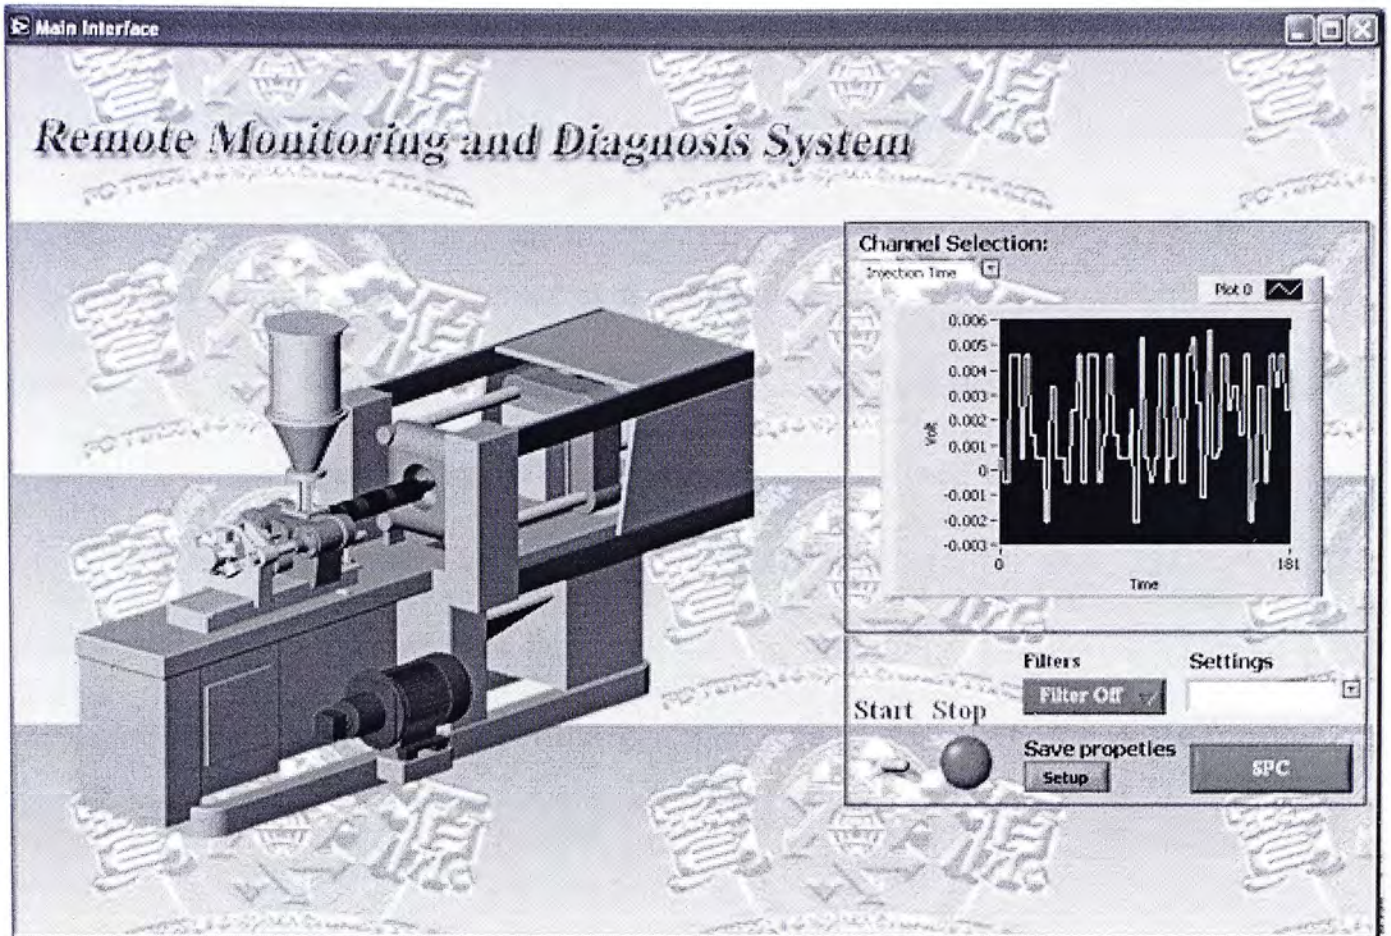 Main Interface
Remote Monitoring and Diagnosis System
Channel Selection:
Injection Time
Plot 0
0.006
0.005
0.004
0.003
0.002
0.001
0
-0.001
-0.002
-0.003
Volt
0
181
Time
Filters
Settings
Filter Off
Start Stop
Save propeties
Setup
SPC